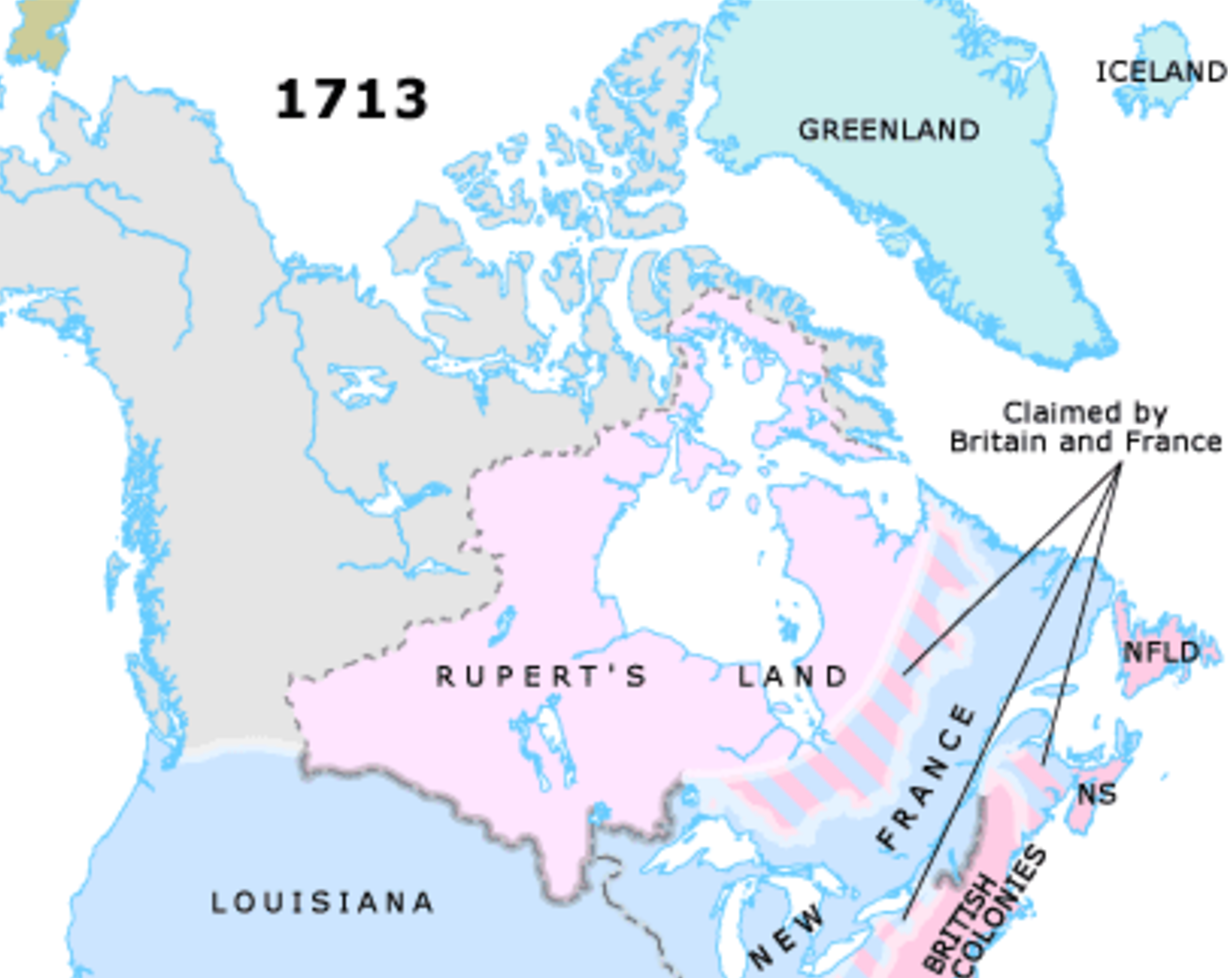 1713
ICELAND
GREENLAND
Claimed by
Britain and France
NFLD
RUPERT'S LAND
NS
NEW FRANCE
LOUISIANA
BRITISH
COLONIES